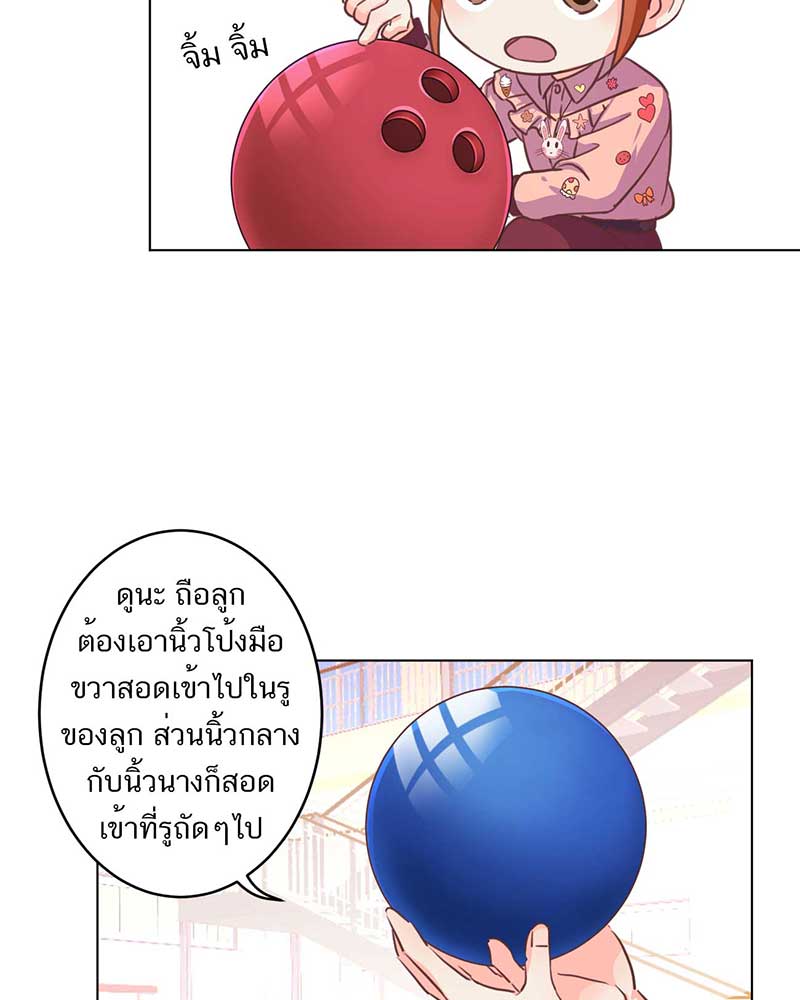 จิ้ม จิ้ม
ดูนะ ถือลูก
ต้องเอานิ้วโป้งมือ
ขวาสอดเข้าไปในรู
ของลูก ส่วนนิ้วกลาง
กับนิ้วนางก็สอด
เข้าที่รูถัดๆไป